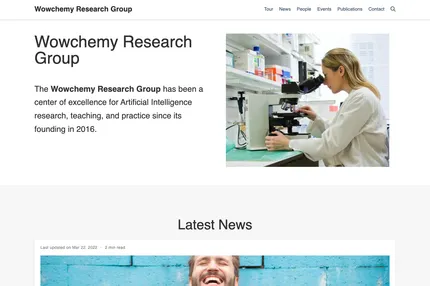 Wowchemy Research Group
Tour News People Events Publications Contact
Wowchemy Research
Group
The Wowchemy Research Group has been a
center of excellence for Artificial Intelligence
research, teaching, and practice since its
founding in 2016.
Latest News
Last updated on Mar 22, 2022 · 2 min read